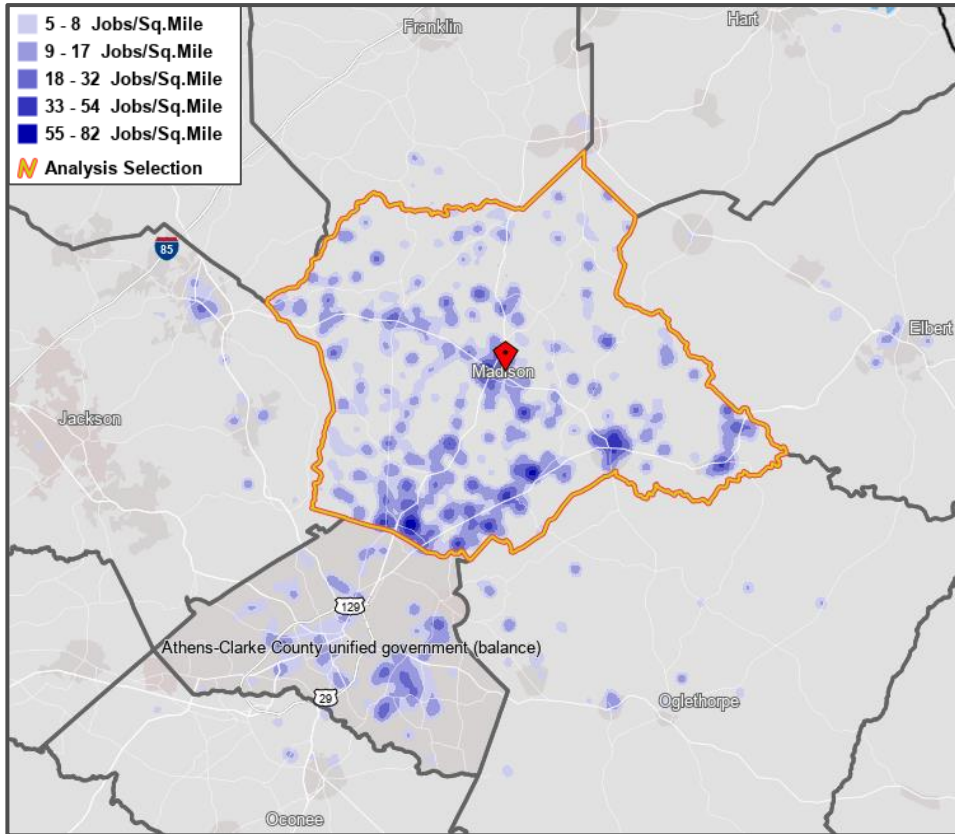 5 - 8 Jobs/Sq.Mile
9 - 17 Jobs/Sq.Mile
18 - 32 Jobs/Sq.Mile
33 - 54 Jobs/Sq.Mile
55 - 82 Jobs/Sq.Mile
Analysis Selection
Franklin
Hart
85
Elbert
Madison
Jackson
129
Athens-Clarke County unified government (balance)
29
Oglethorpe
Oconee